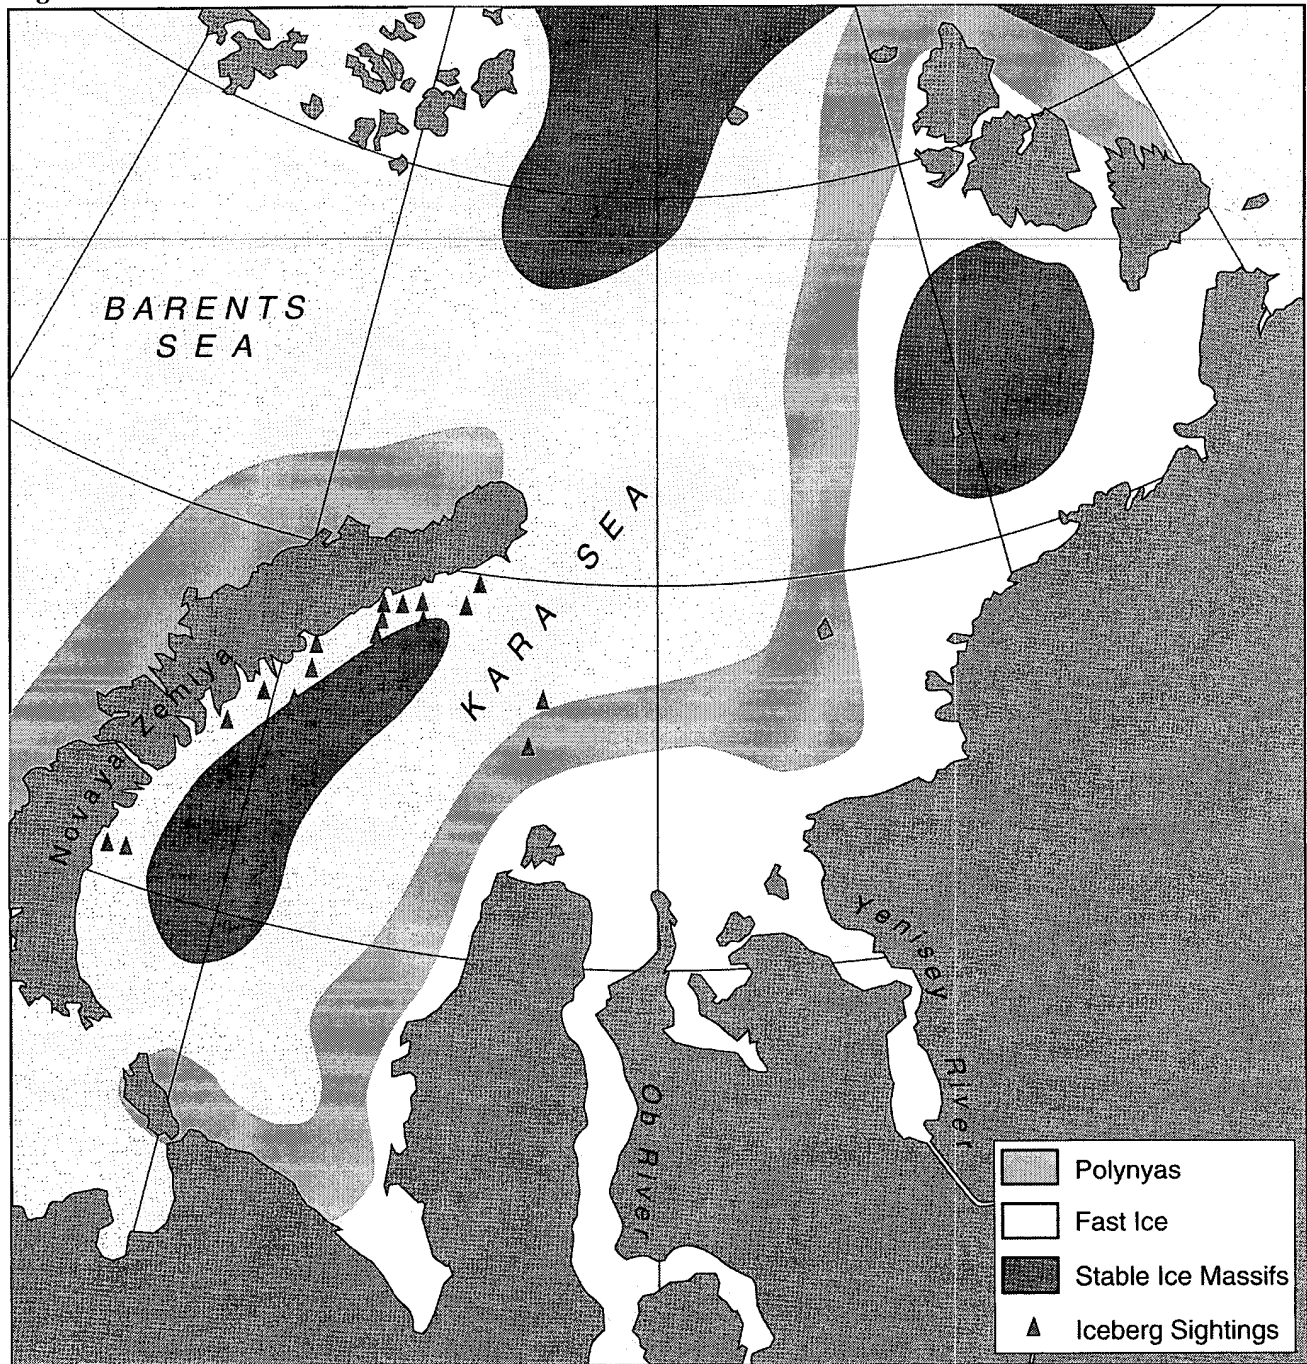 BARENTS
SEA
KARA SEA
Novaya Zemlya
Yenisey River
Ob River
Polynyas
Fast Ice
Stable Ice Massifs
Iceberg Sightings